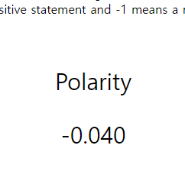 sitive statement and -1 means a
Polarity
-0.040